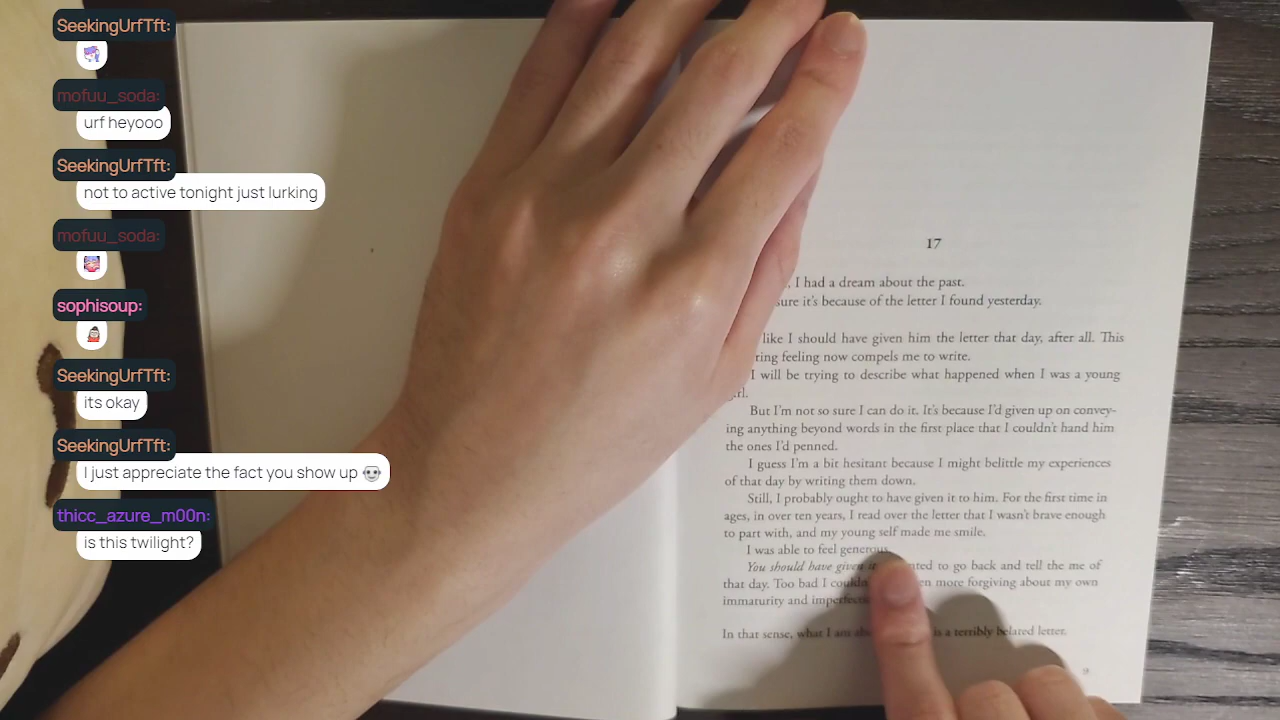 SeekingUrfTft:
mofuu_soda:
urf heyooo
SeekingUrfTft:
not to active tonight just lurking
mofuu_soda:
sophisoup:
SeekingUrfTft:
its okay
SeekingUrfTft:
I just appreciate the fact you show up
thicc_azure_m00n:
is this twilight?
17
, I had a dream about the past.
sure it's because of the letter I found yesterday.
like I should have given him the letter that day, after all. This
ring feeling now compels me to write.
I will be trying to describe what happened when I was a young
But I'm not so sure I can do it. It's because I'd given up on convey-
ing anything beyond words in the first place that I couldn't hand him
the ones I'd penned.
I guess I'm a bit hesitant because I might belittle my experiences
of that day by writing them down.
Still, I probably ought to have given it to him. For the first time in
ages, in over ten years, I read over the letter that I wasn't brave enough
to part with, and my young self made me smile.
I was able to feel generous
You should have given it to go back and tell the me of
that day. Too bad I more forgiving about my own
immaturity and
In that sense, what I am is a terribly belated letter.